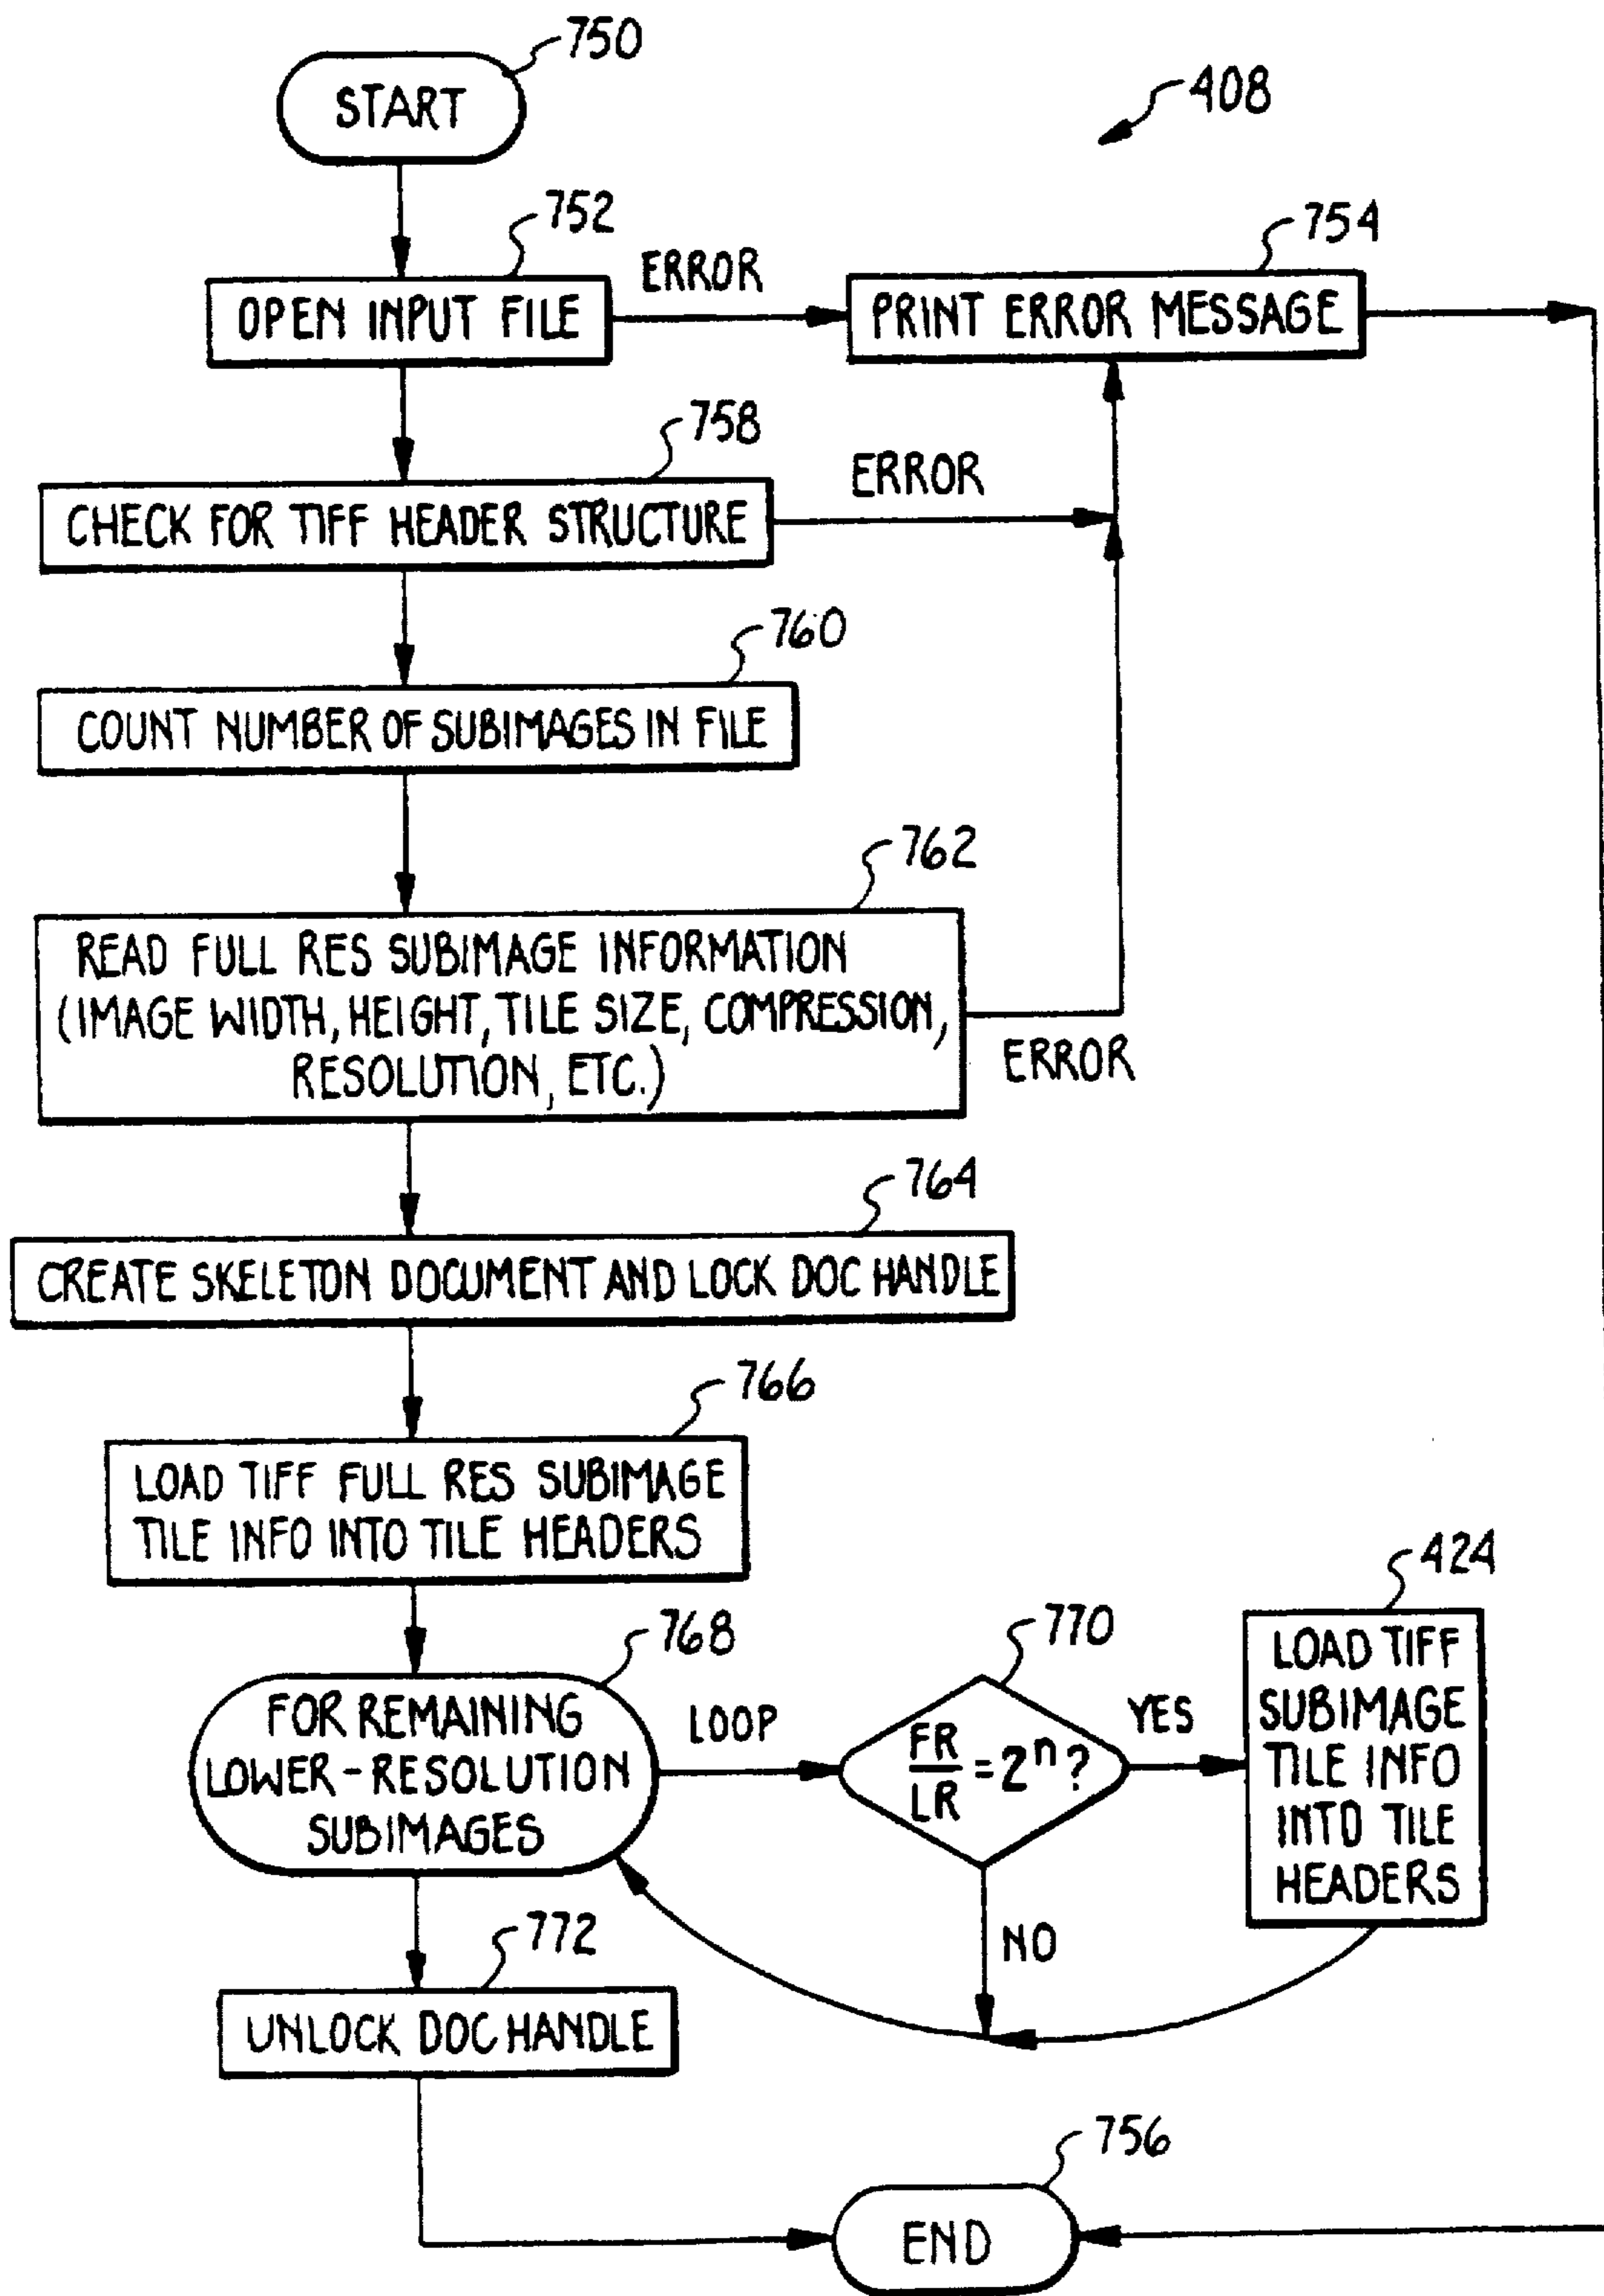 750
START
408
752
OPEN INPUT FILE
ERROR
754
PRINT ERROR MESSAGE
758
CHECK FOR TIFF HEADER STRUCTURE
ERROR
760
COUNT NUMBER OF SUBIMAGES IN FILE
762
READ FULL RES SUBIMAGE INFORMATION
(IMAGE WIDTH, HEIGHT, TILE SIZE, COMPRESSION,
RESOLUTION, ETC.)
ERROR
764
CREATE SKELETON DOCUMENT AND LOCK DOC HANDLE
766
LOAD TIFF FULL RES SUBIMAGE
TILE INFO INTO TILE HEADERS
768
FOR REMAINING
LOWER-RESOLUTION
SUBIMAGES
LOOP
770
FR
LR
=2ⁿ?
YES
NO
424
LOAD TIFF
SUBIMAGE
TILE INFO
INTO TILE
HEADERS
772
UNLOCK DOC HANDLE
756
END